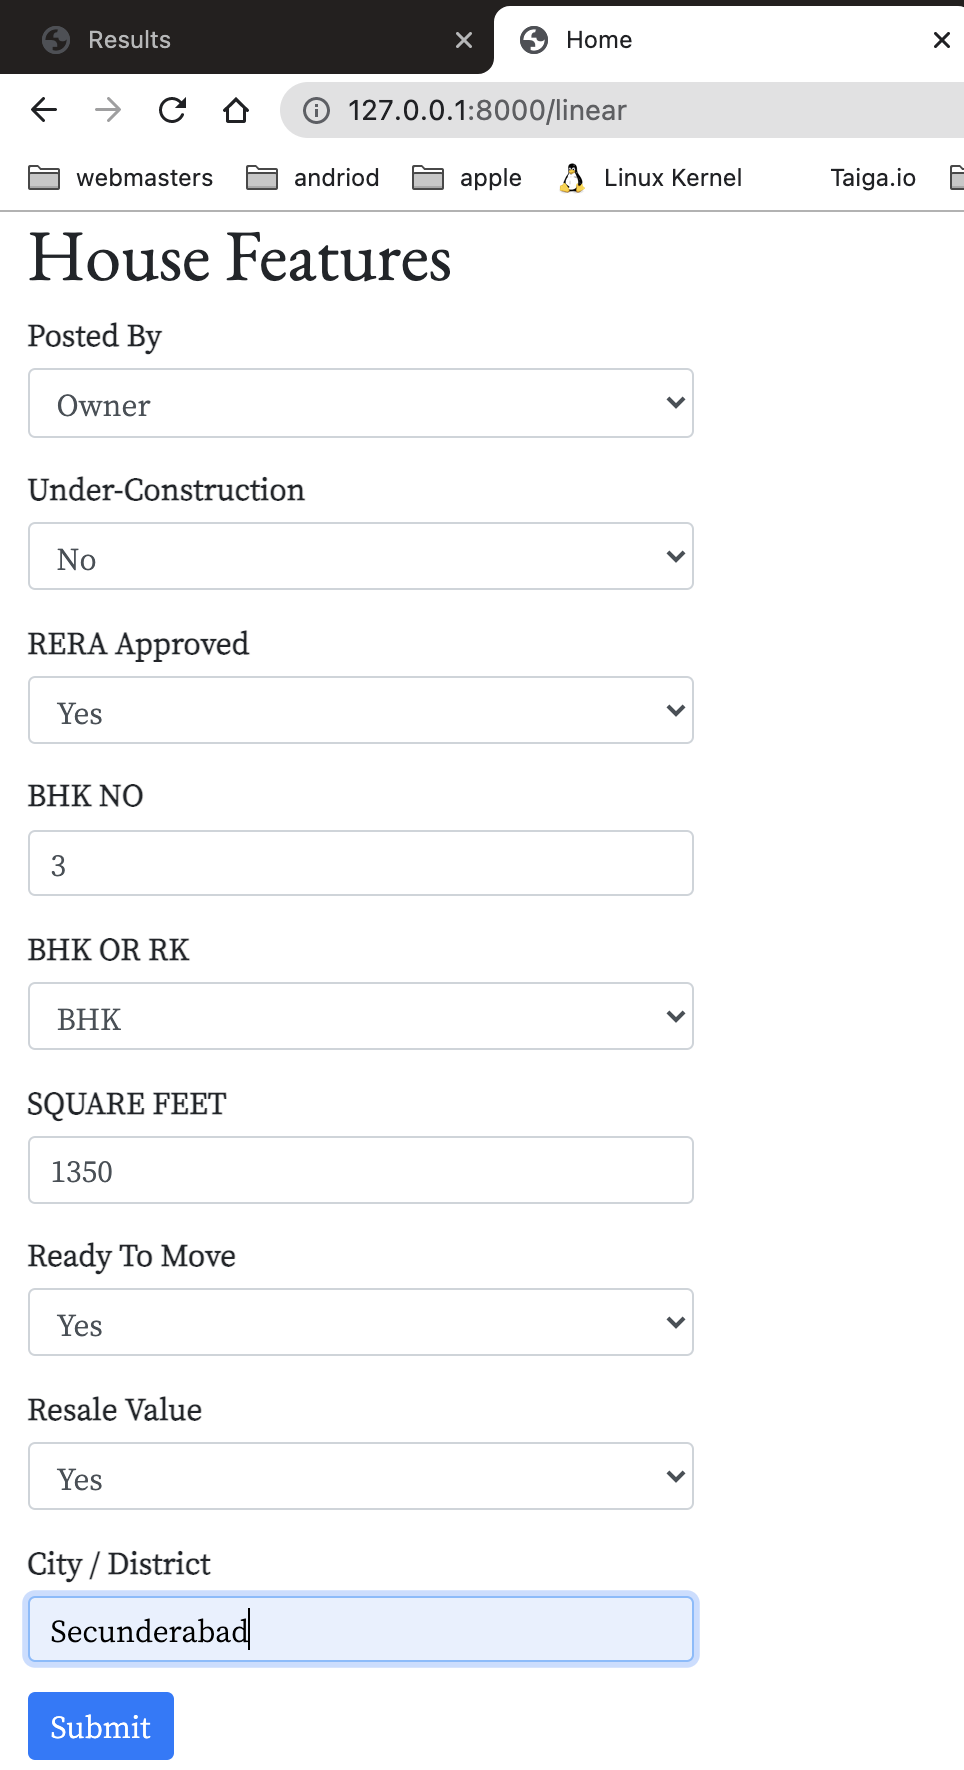 Results
Home
127.0.0.1:8000/linear
webmasters andriod apple Linux Kernel Taiga.io
House Features
Posted By
Owner
Under-Construction
No
RERA Approved
Yes
BHK NO
3
BHK OR RK
BHK
SQUARE FEET
1350
Ready To Move
Yes
Resale Value
Yes
City / District
Secunderabad
Submit